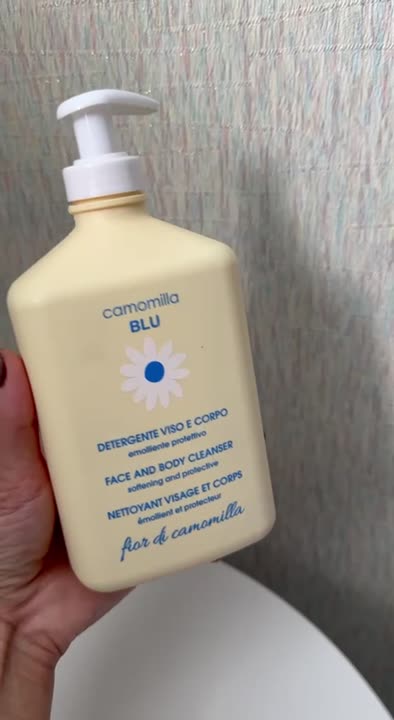 camomilla
BLU
DETERGENTE VISO E CORPO
emolliente protettivo
FACE AND BODY CLEANSER
softening and protective
NETTOYANT VISAGE ET CORPS
émollient et protecteur
fior di camomilla